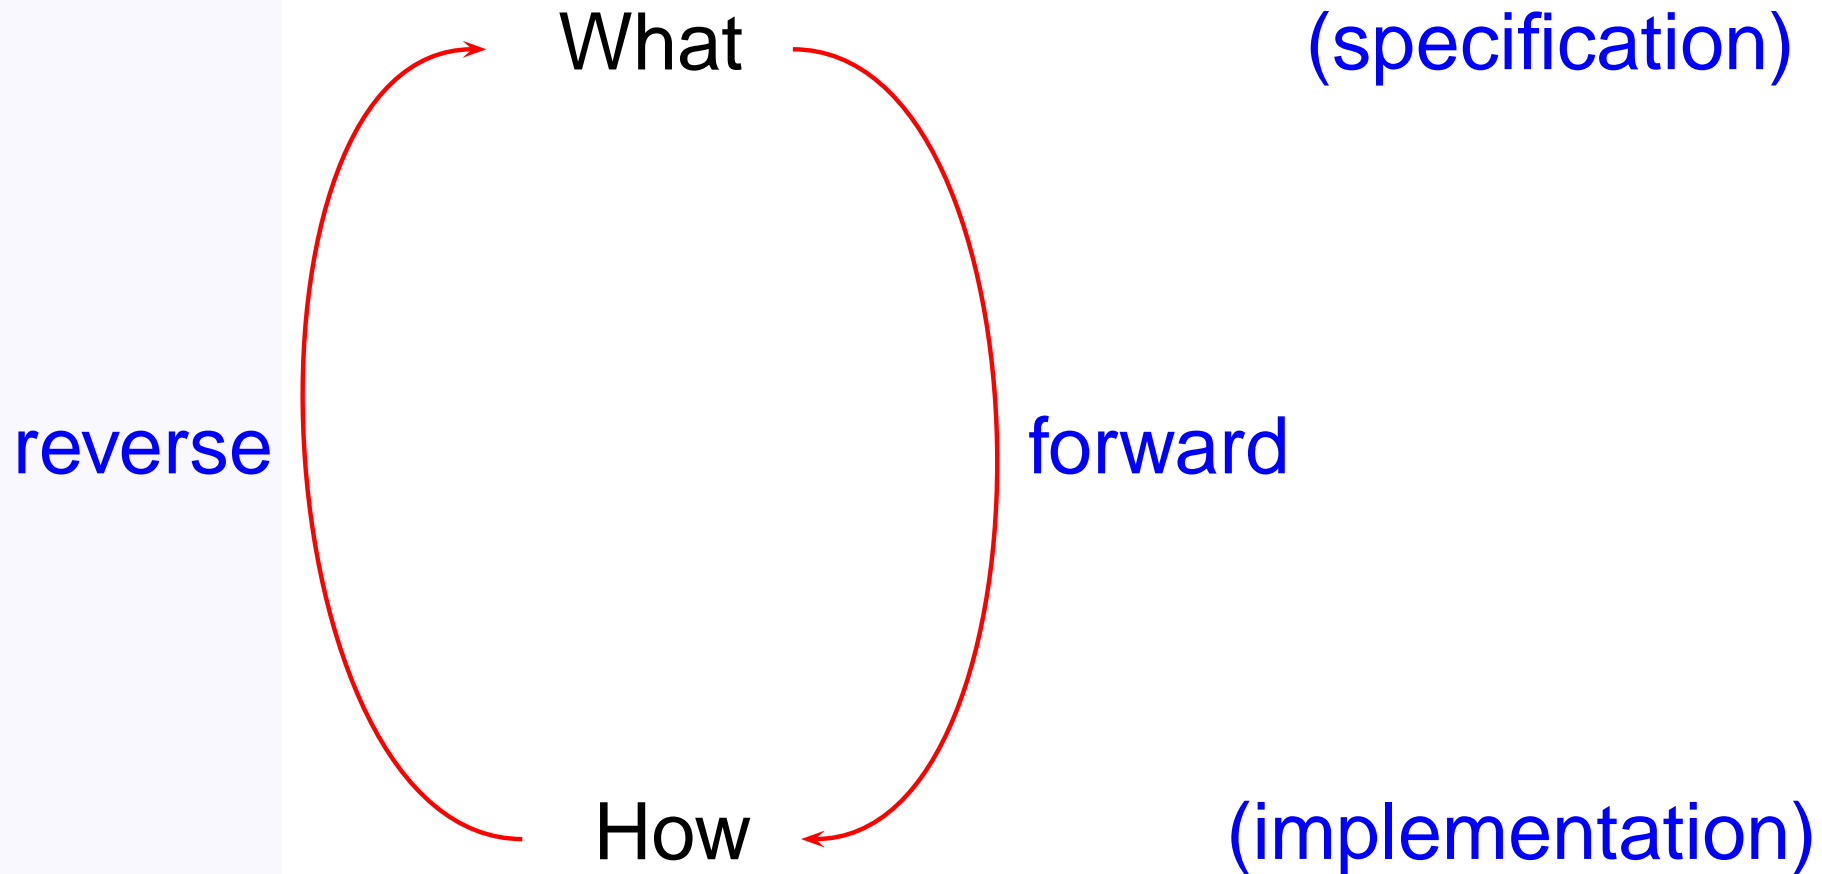 What (specification)
reverse forward
How (implementation)